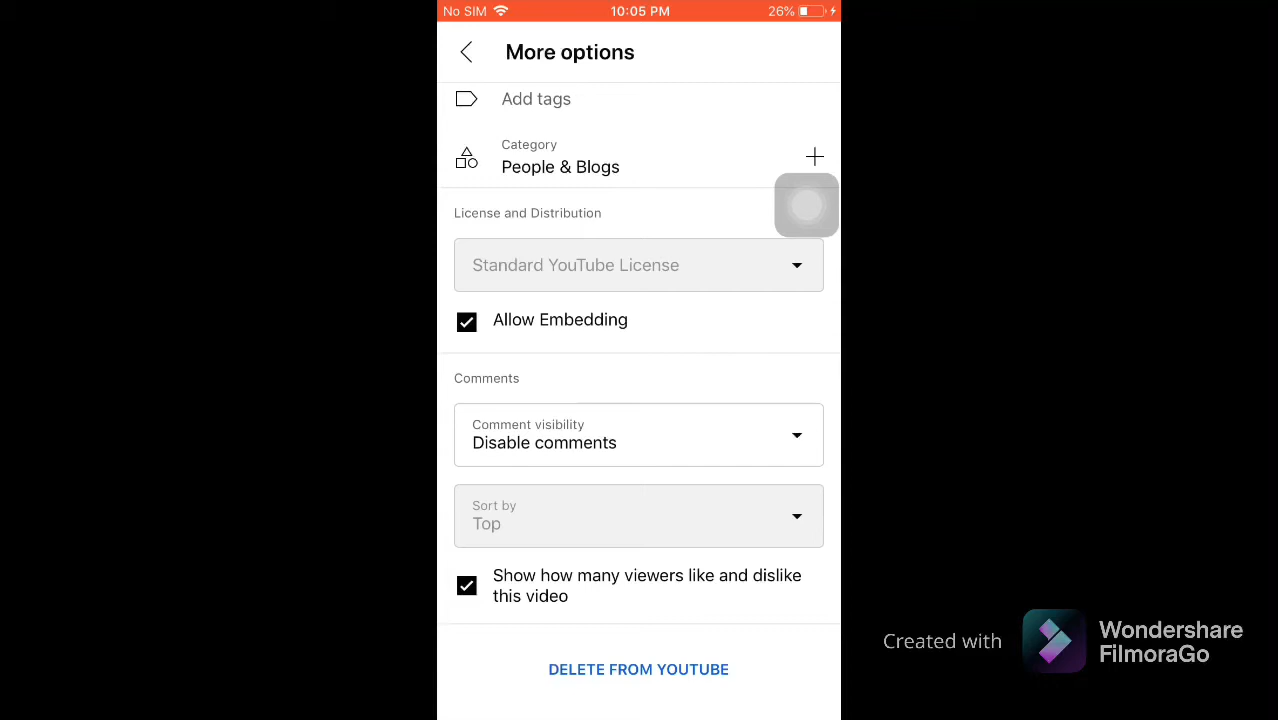 No SIM 10:05 PM 26%
More options
Add tags
Category
People & Blogs
License and Distribution
Standard YouTube License
Allow Embedding
Comments
Comment visibility
Disable comments
Sort by
Top
Show how many viewers like and dislike
this video
DELETE FROM YOUTUBE
Created with
Wondershare
FilmoraGo